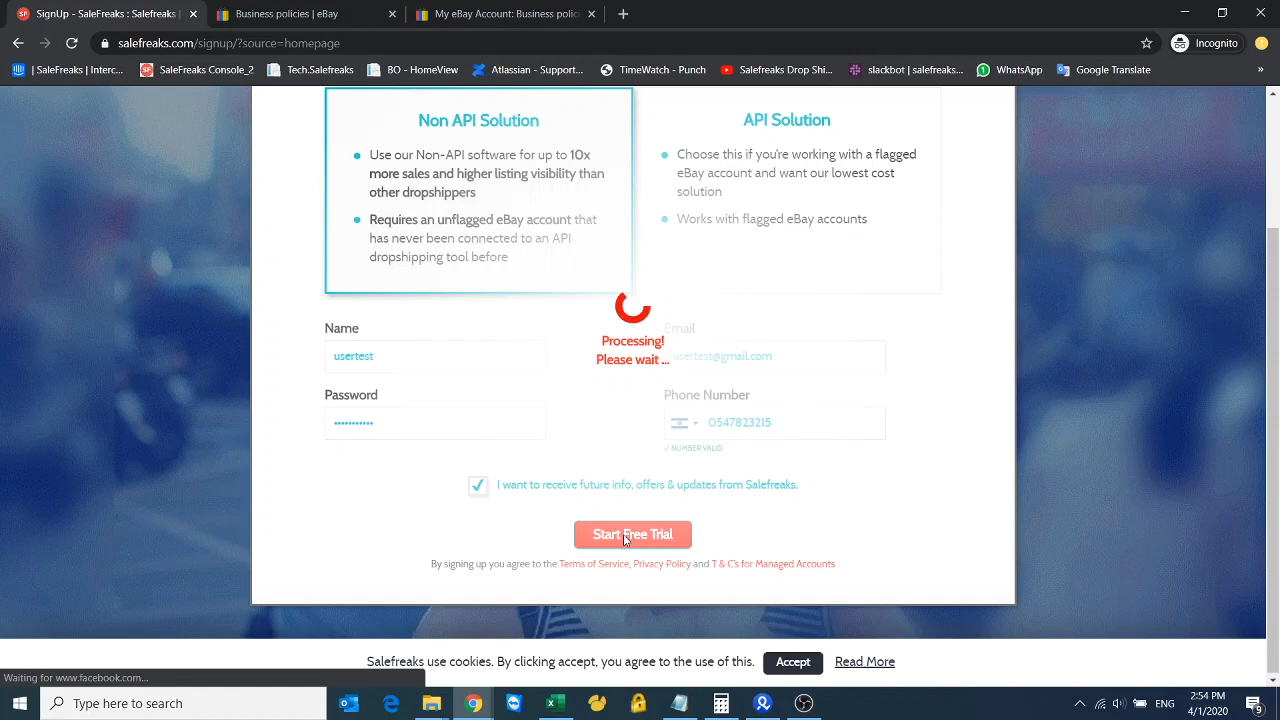 SignUp - SaleFreaks : SaleFreaks
Business policies | eBay
My eBay Account: Business polic
salefreaks.com/signup/?source=homepage
Incognito
| SaleFreaks | Interc...
SaleFreaks Console_2
Tech.Salefreaks
BO - HomeView
Atlassian - Support...
TimeWatch - Punch
Salefreaks Drop Shi...
slackbot | salefreaks...
WhatsApp
Google Translate
»
Non API Solution
Use our Non-API software for up to 10x
more sales and higher listing visibility than
other dropshippers
Requires an unflagged eBay account that
has never been connected to an API
dropshipping tool before
API Solution
Choose this if you're working with a flagged
eBay account and want our lowest cost
solution
Works with flagged eBay accounts
Processing!
Please wait ...
Name
usertest
Email
usertest@gmail.com
Password
•••••••••••
Phone Number
0547823215
✓ NUMBER VALID
I want to receive future info, offers & updates from Salefreaks.
Start Free Trial
By signing up you agree to the Terms of Service, Privacy Policy and T & C's for Managed Accounts
Salefreaks use cookies. By clicking accept, you agree to the use of this.
Accept
Read More
Waiting for www.facebook.com...
Type here to search
ENG
2:54 PM
4/1/2020